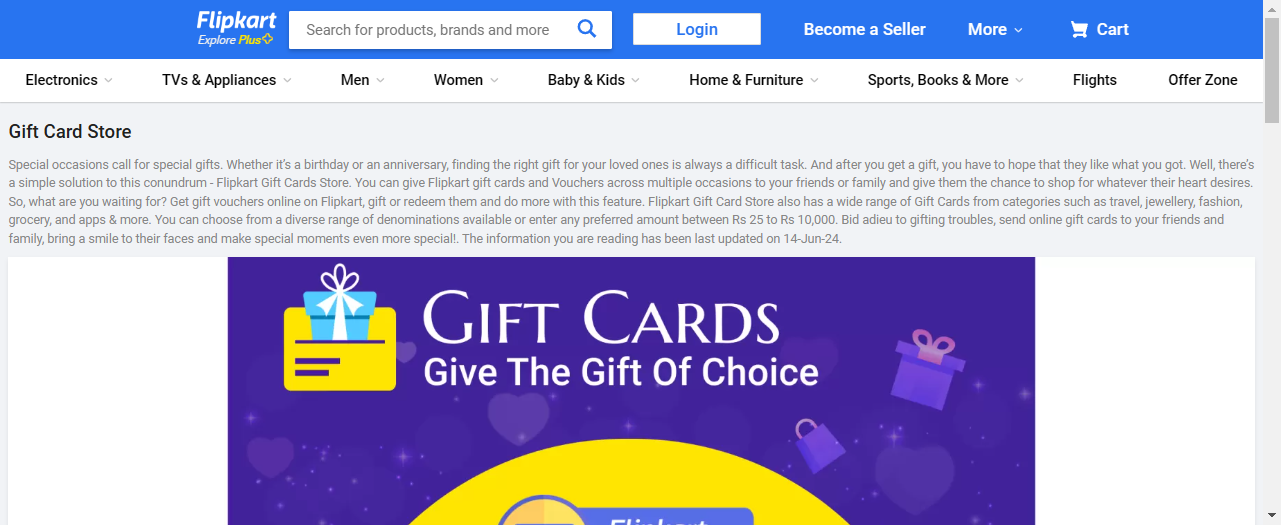 Flipkart
Explore Plus
Search for products, brands and more
Login
Become a Seller
More
Cart
Electronics
TVs & Appliances
Men
Women
Baby & Kids
Home & Furniture
Sports, Books & More
Flights
Offer Zone
Gift Card Store
Special occasions call for special gifts. Whether it's a birthday or an anniversary, finding the right gift for your loved ones is always a difficult task. And after you get a gift, you have to hope that they like what you got. Well, there's
a simple solution to this conundrum - Flipkart Gift Cards Store. You can give Flipkart gift cards and Vouchers across multiple occasions to your friends or family and give them the chance to shop for whatever their heart desires.
So, what are you waiting for? Get gift vouchers online on Flipkart, gift or redeem them and do more with this feature. Flipkart Gift Card Store also has a wide range of Gift Cards from categories such as travel, jewellery, fashion,
grocery, and apps & more. You can choose from a diverse range of denominations available or enter any preferred amount between Rs 25 to Rs 10,000. Bid adieu to gifting troubles, send online gift cards to your friends and
family, bring a smile to their faces and make special moments even more special!. The information you are reading has been last updated on 14-Jun-24.
GIFT CARDS
Give The Gift Of Choice
Flipkart